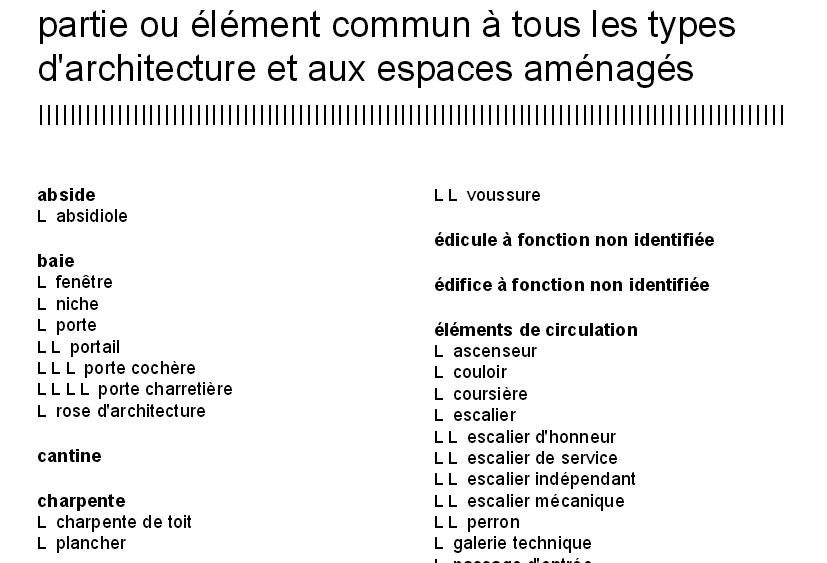 partie ou élément commun à tous les types
d'architecture et aux espaces aménagés
abside
L absidiole
baie
L fenêtre
L niche
L porte
L L portail
L L L porte cochère
L L L L porte charretière
L rose d'architecture
cantine
charpente
L charpente de toit
L plancher
L L voussure
édicule à fonction non identifiée
édifice à fonction non identifiée
éléments de circulation
L ascenseur
L couloir
L coursière
L escalier
L L escalier d'honneur
L L escalier de service
L L escalier indépendant
L L escalier mécanique
L L perron
L galerie technique
L passage d'entrée